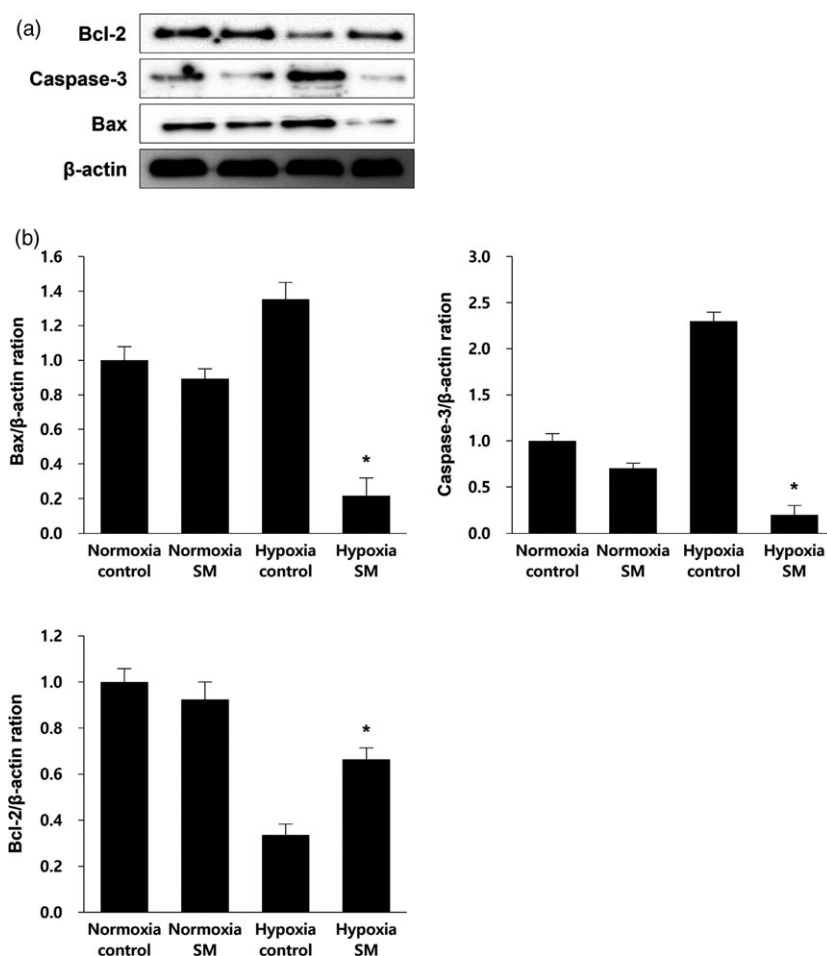 (a)
Bcl-2
Caspase-3
Bax
β-actin
(b)
Bax/β-actin ration
1.6
1.4
1.2
1.0
0.8
0.6
0.4
0.2
0.0
*
Normoxia control
Normoxia SM
Hypoxia control
Hypoxia SM
Caspase-3/β-actin ration
3.0
2.5
2.0
1.5
1.0
0.5
0.0
*
Normoxia control
Normoxia SM
Hypoxia control
Hypoxia SM
Bcl-2/β-actin ration
1.2
1.0
0.8
0.6
0.4
0.2
0.0
*
Normoxia control
Normoxia SM
Hypoxia control
Hypoxia SM